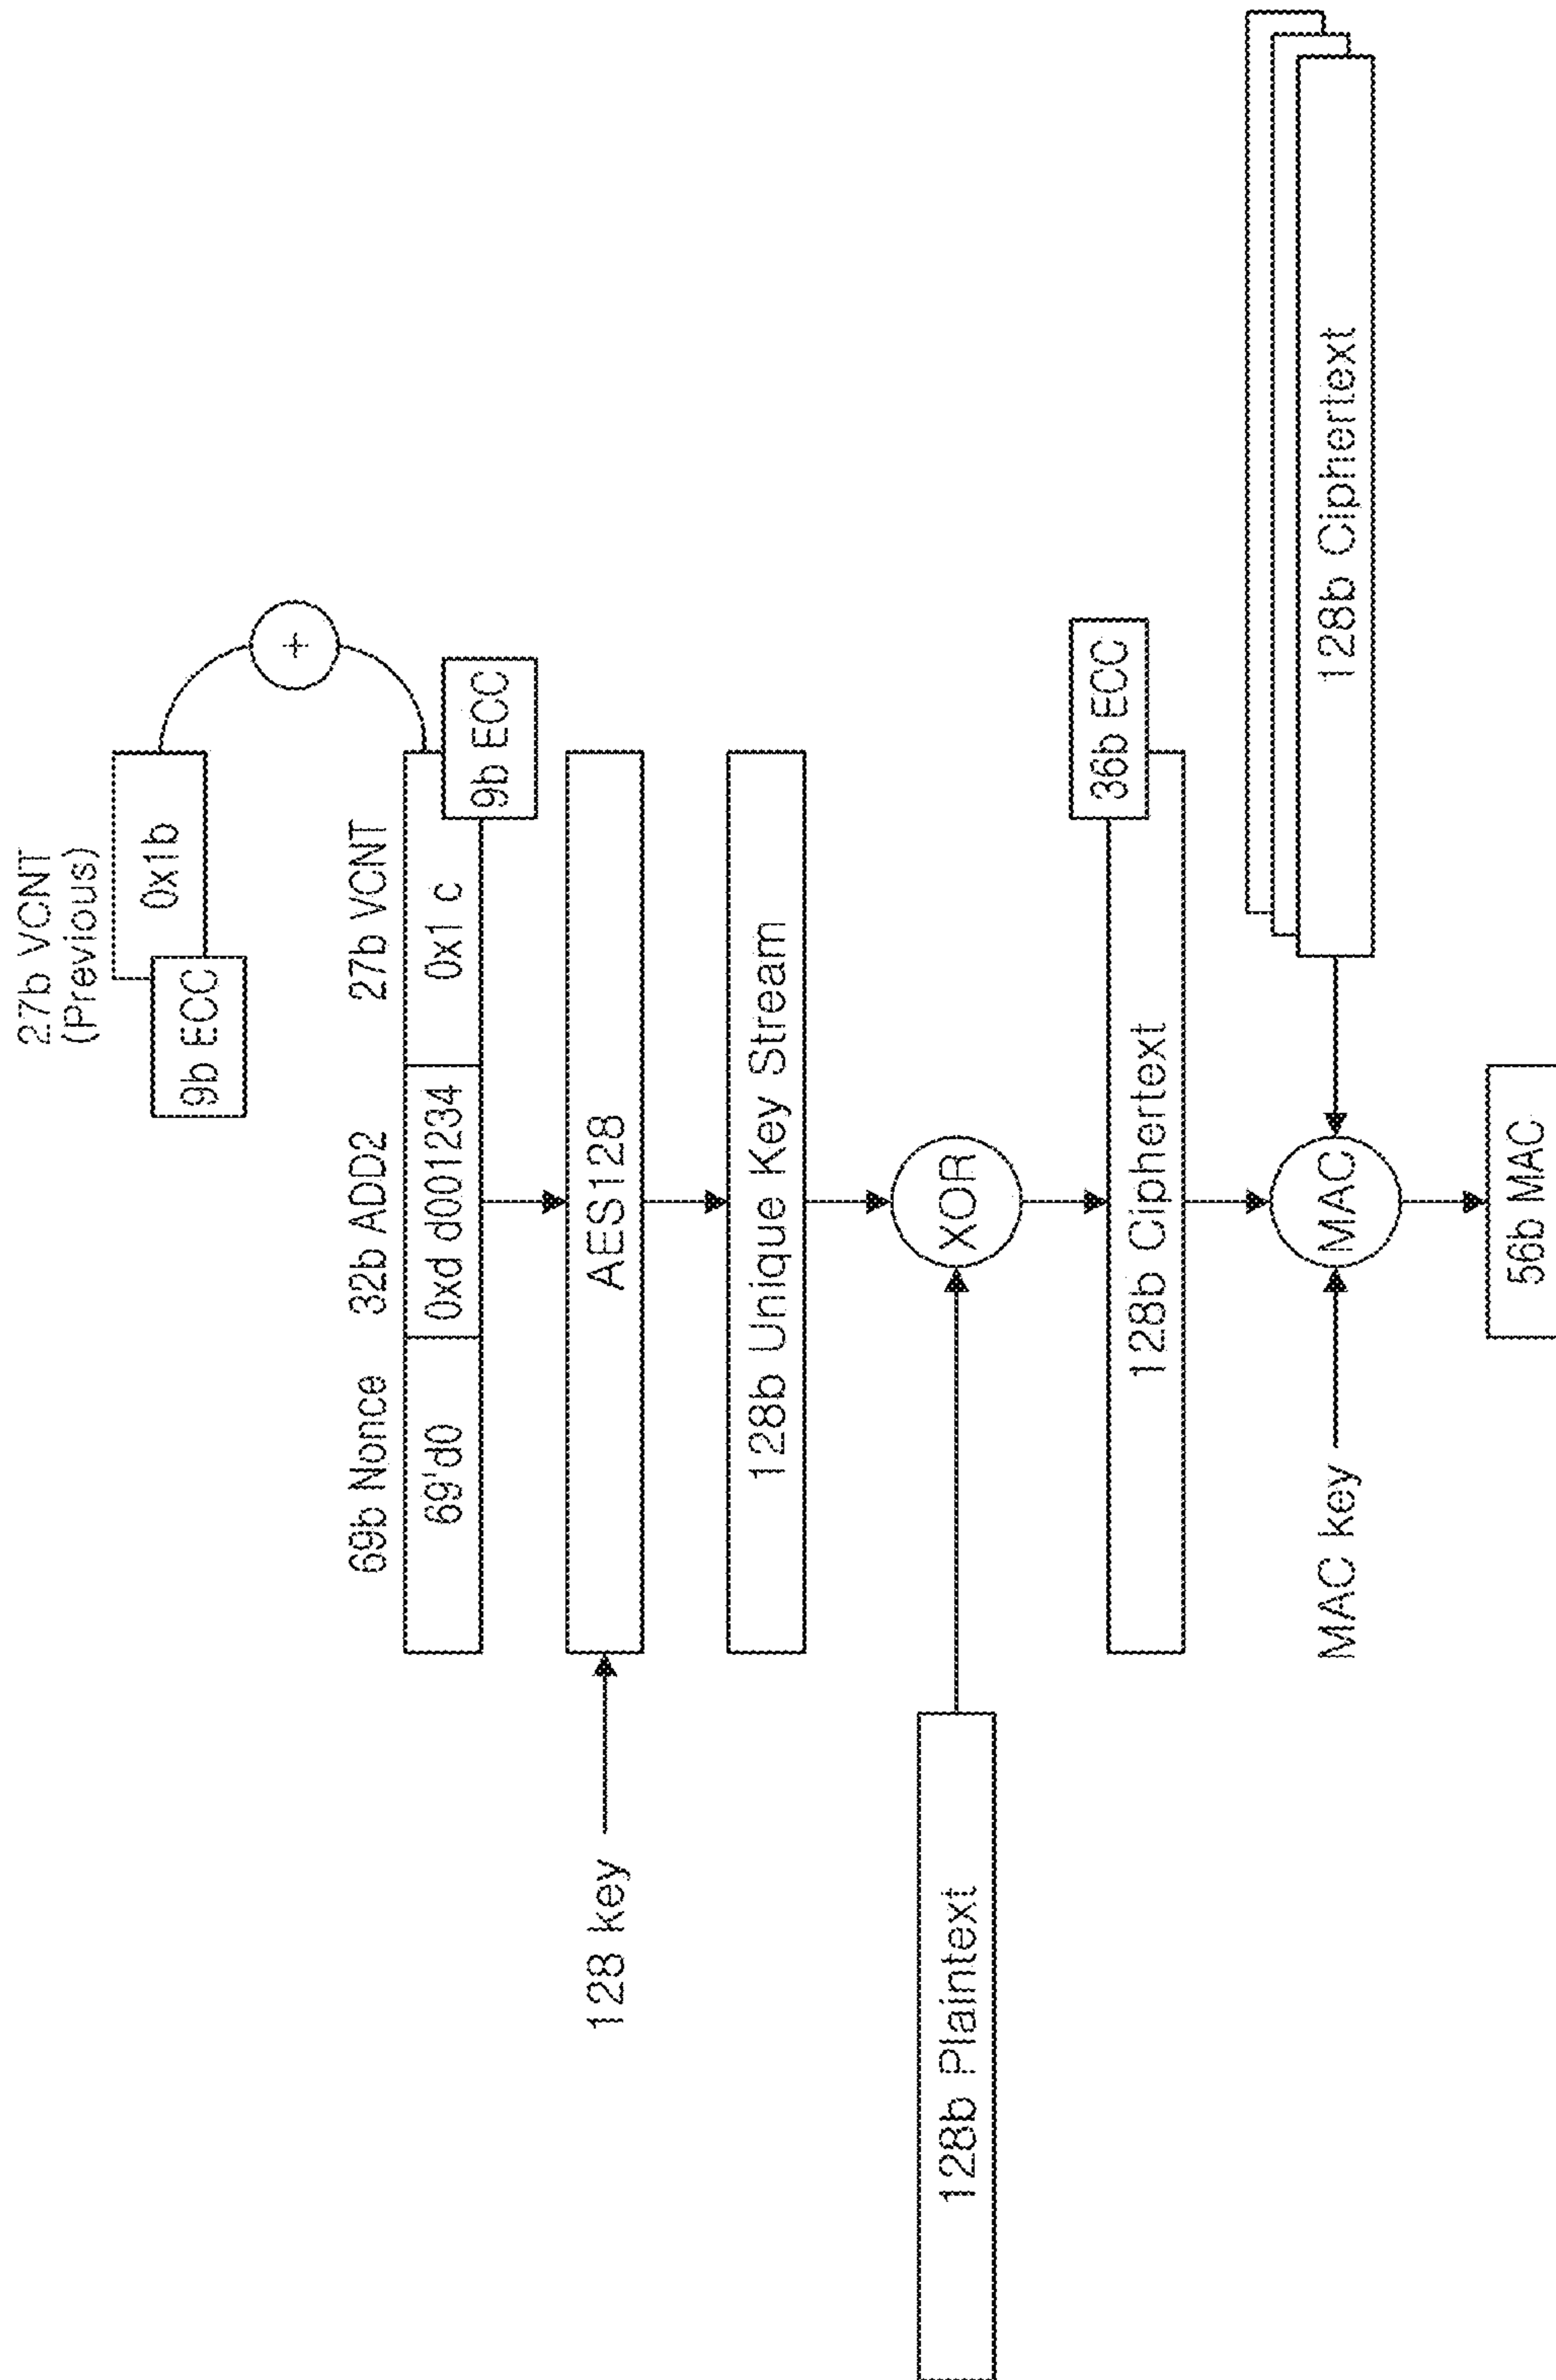 27b VCNT
(Previous)
0x1b
9b ECC
+
69b Nonce
32b ADD2
27b VCNT
69'd0
0xd d001234
0x1 c
9b ECC
128 key
AES128
128b Unique Key Stream
128b Plaintext
XOR
36b ECC
128b Ciphertext
MAC key
MAC
128b Ciphertext
56b MAC